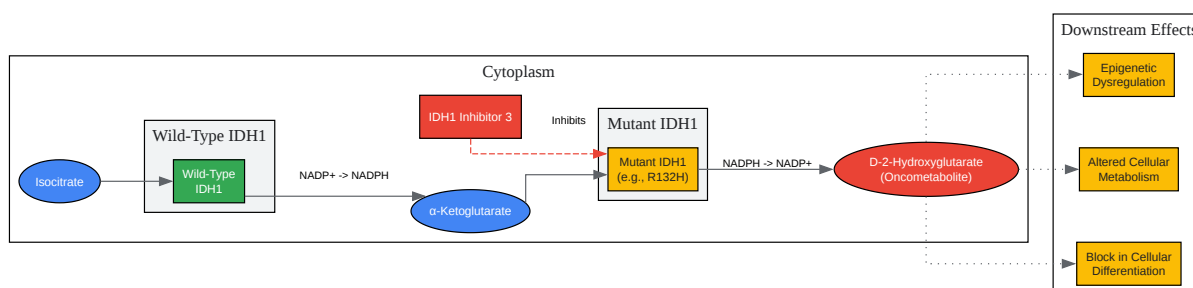 Downstream Effects
Cytoplasm
Epigenetic
Dysregulation
IDH1 Inhibitor 3
Inhibits
Wild-Type IDH1
Mutant IDH1
Isocitrate
Wild-Type
IDH1
NADP+ -> NADPH
α-Ketoglutarate
Mutant IDH1
(e.g., R132H)
NADPH -> NADP+
D-2-Hydroxyglutarate
(Oncometabolite)
Altered Cellular
Metabolism
Block in Cellular
Differentiation